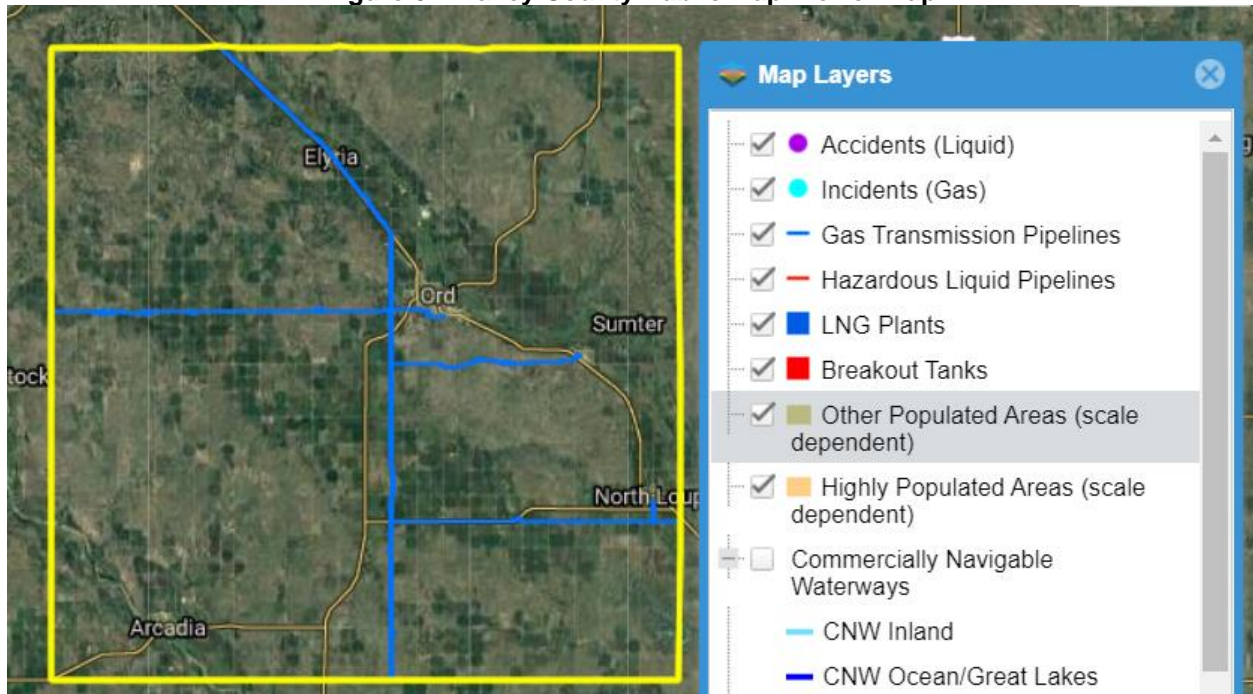 Map Layers
Accidents (Liquid)
Incidents (Gas)
Gas Transmission Pipelines
Hazardous Liquid Pipelines
LNG Plants
Breakout Tanks
Other Populated Areas (scale
dependent)
Highly Populated Areas (scale
dependent)
Commercially Navigable
Waterways
CNW Inland
CNW Ocean/Great Lakes
Elyria
Ord
Sumter
tock
North Loup
Arcadia